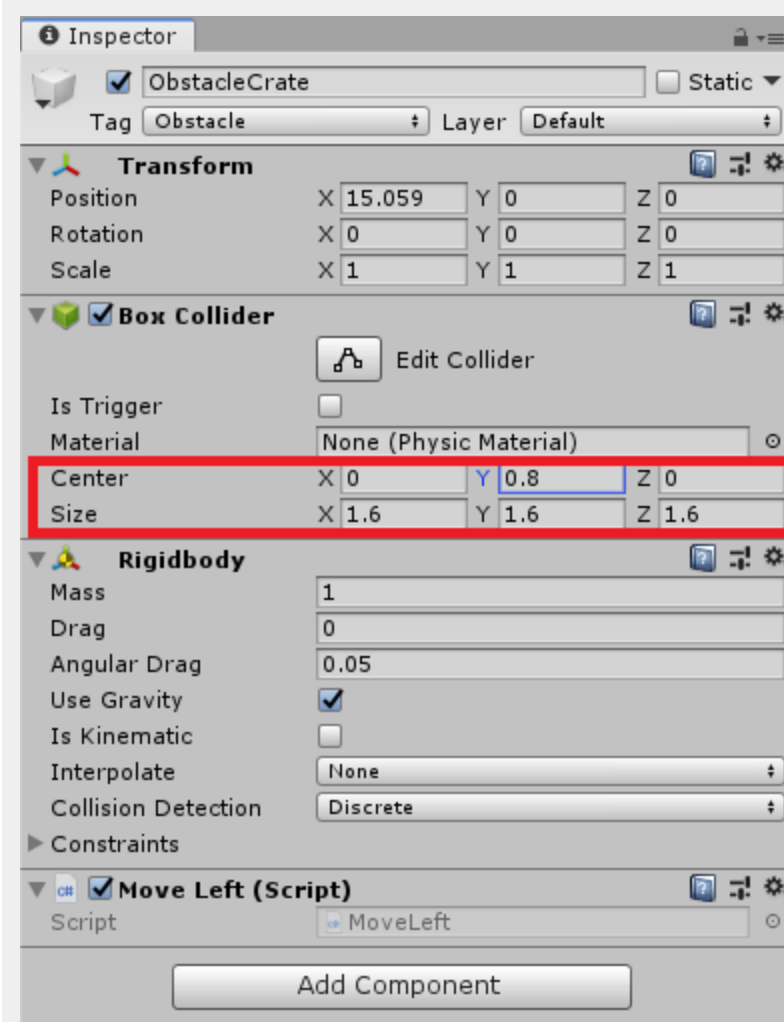 Inspector
ObstacleCrate Static
Tag Obstacle Layer Default
Transform
Position X 15.059 Y 0 Z 0
Rotation X 0 Y 0 Z 0
Scale X 1 Y 1 Z 1
Box Collider
Edit Collider
Is Trigger
Material None (Physic Material)
Center X 0 Y 0.8 Z 0
Size X 1.6 Y 1.6 Z 1.6
Rigidbody
Mass 1
Drag 0
Angular Drag 0.05
Use Gravity
Is Kinematic
Interpolate None
Collision Detection Discrete
Constraints
c# Move Left (Script)
Script MoveLeft
Add Component